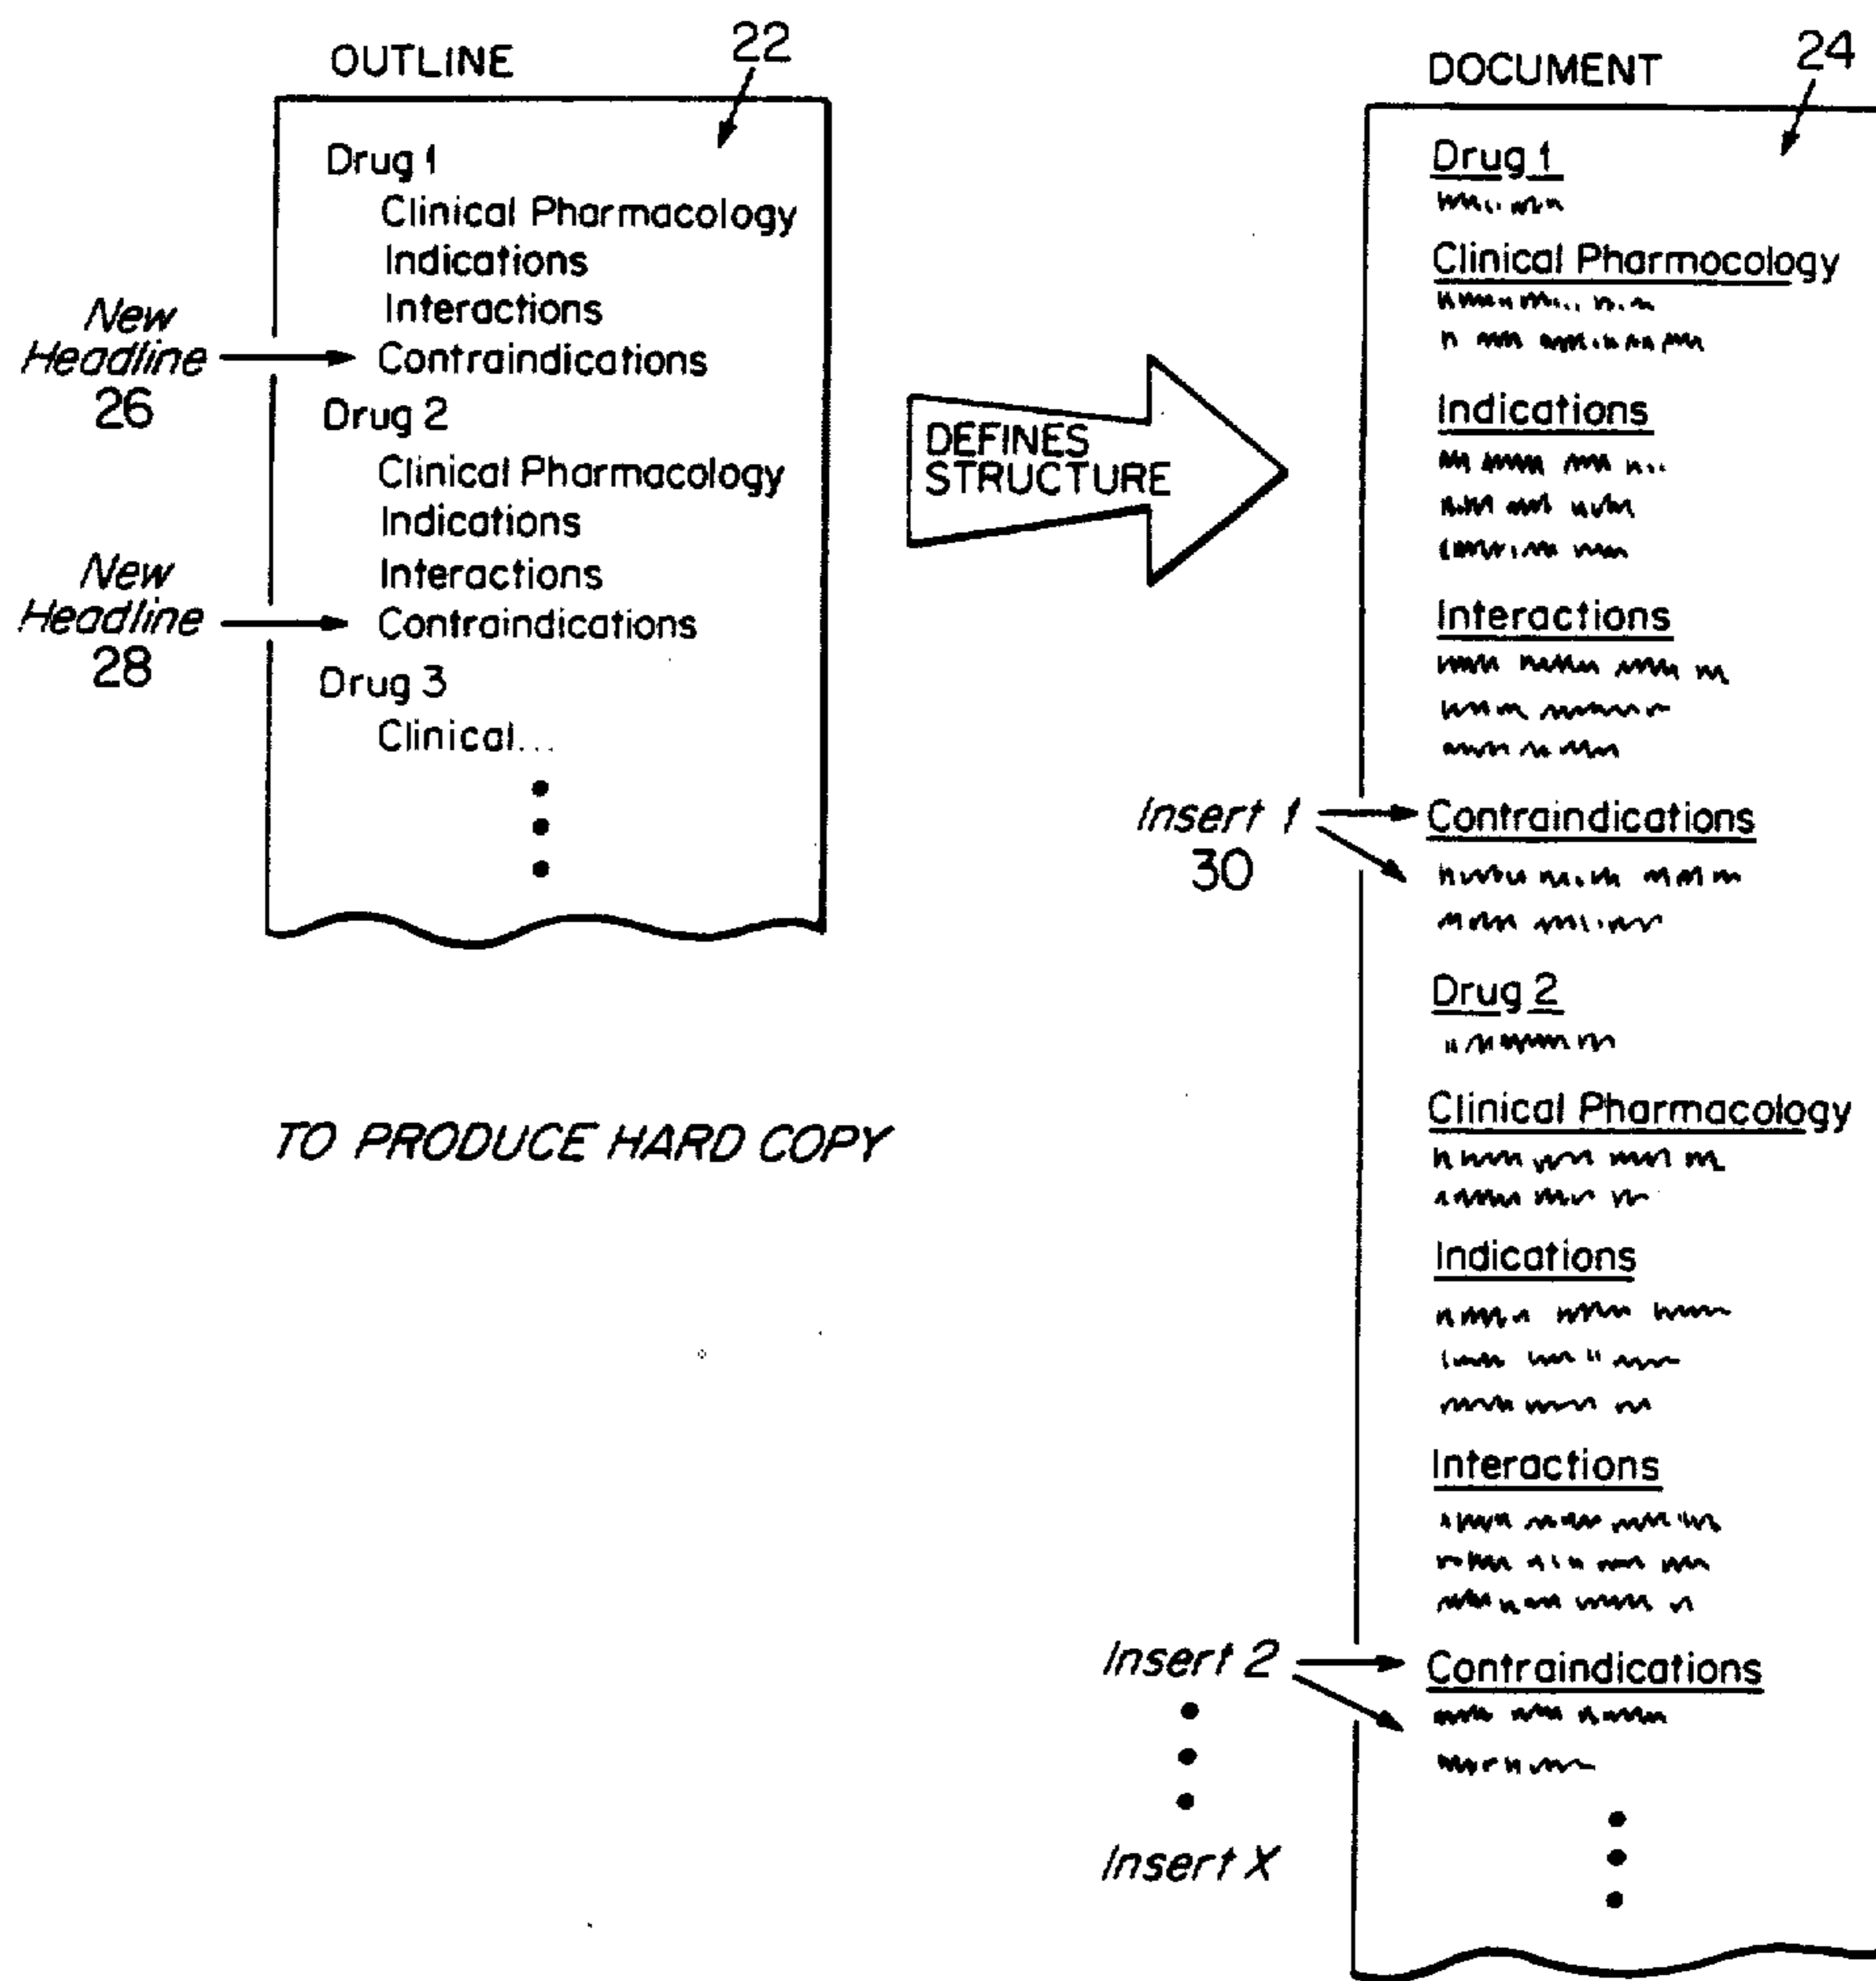 OUTLINE
22
Drug 1
Clinical Pharmacology
Indications
Interactions
Contraindications
Drug 2
Clinical Pharmacology
Indications
Interactions
Contraindications
Drug 3
Clinical...
New
Headline
26
New
Headline
28
DEFINES
STRUCTURE
TO PRODUCE HARD COPY
DOCUMENT
24
Drug 1
Clinical Pharmocology
Indications
Interactions
Insert 1
30
Contraindications
Drug 2
Clinical Pharmacology
Indications
Interactions
Insert 2
Contraindications
Insert X